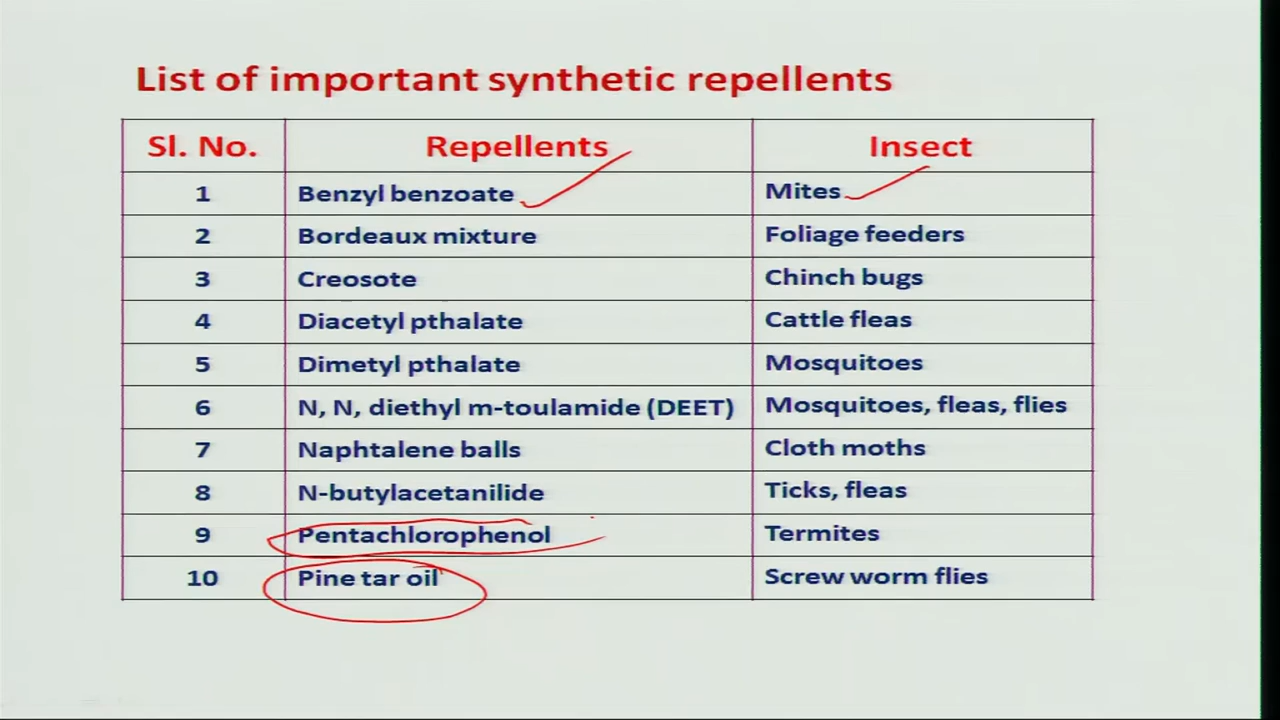 List of important synthetic repellents
Sl. No. Repellents Insect
1 Benzyl benzoate Mites
2 Bordeaux mixture Foliage feeders
3 Creosote Chinch bugs
4 Diacetyl pthalate Cattle fleas
5 Dimetyl pthalate Mosquitoes
6 N, N, diethyl m-toulamide (DEET) Mosquitoes, fleas, flies
7 Naphtalene balls Cloth moths
8 N-butylacetanilide Ticks, fleas
9 Pentachlorophenol Termites
10 Pine tar oil Screw worm flies